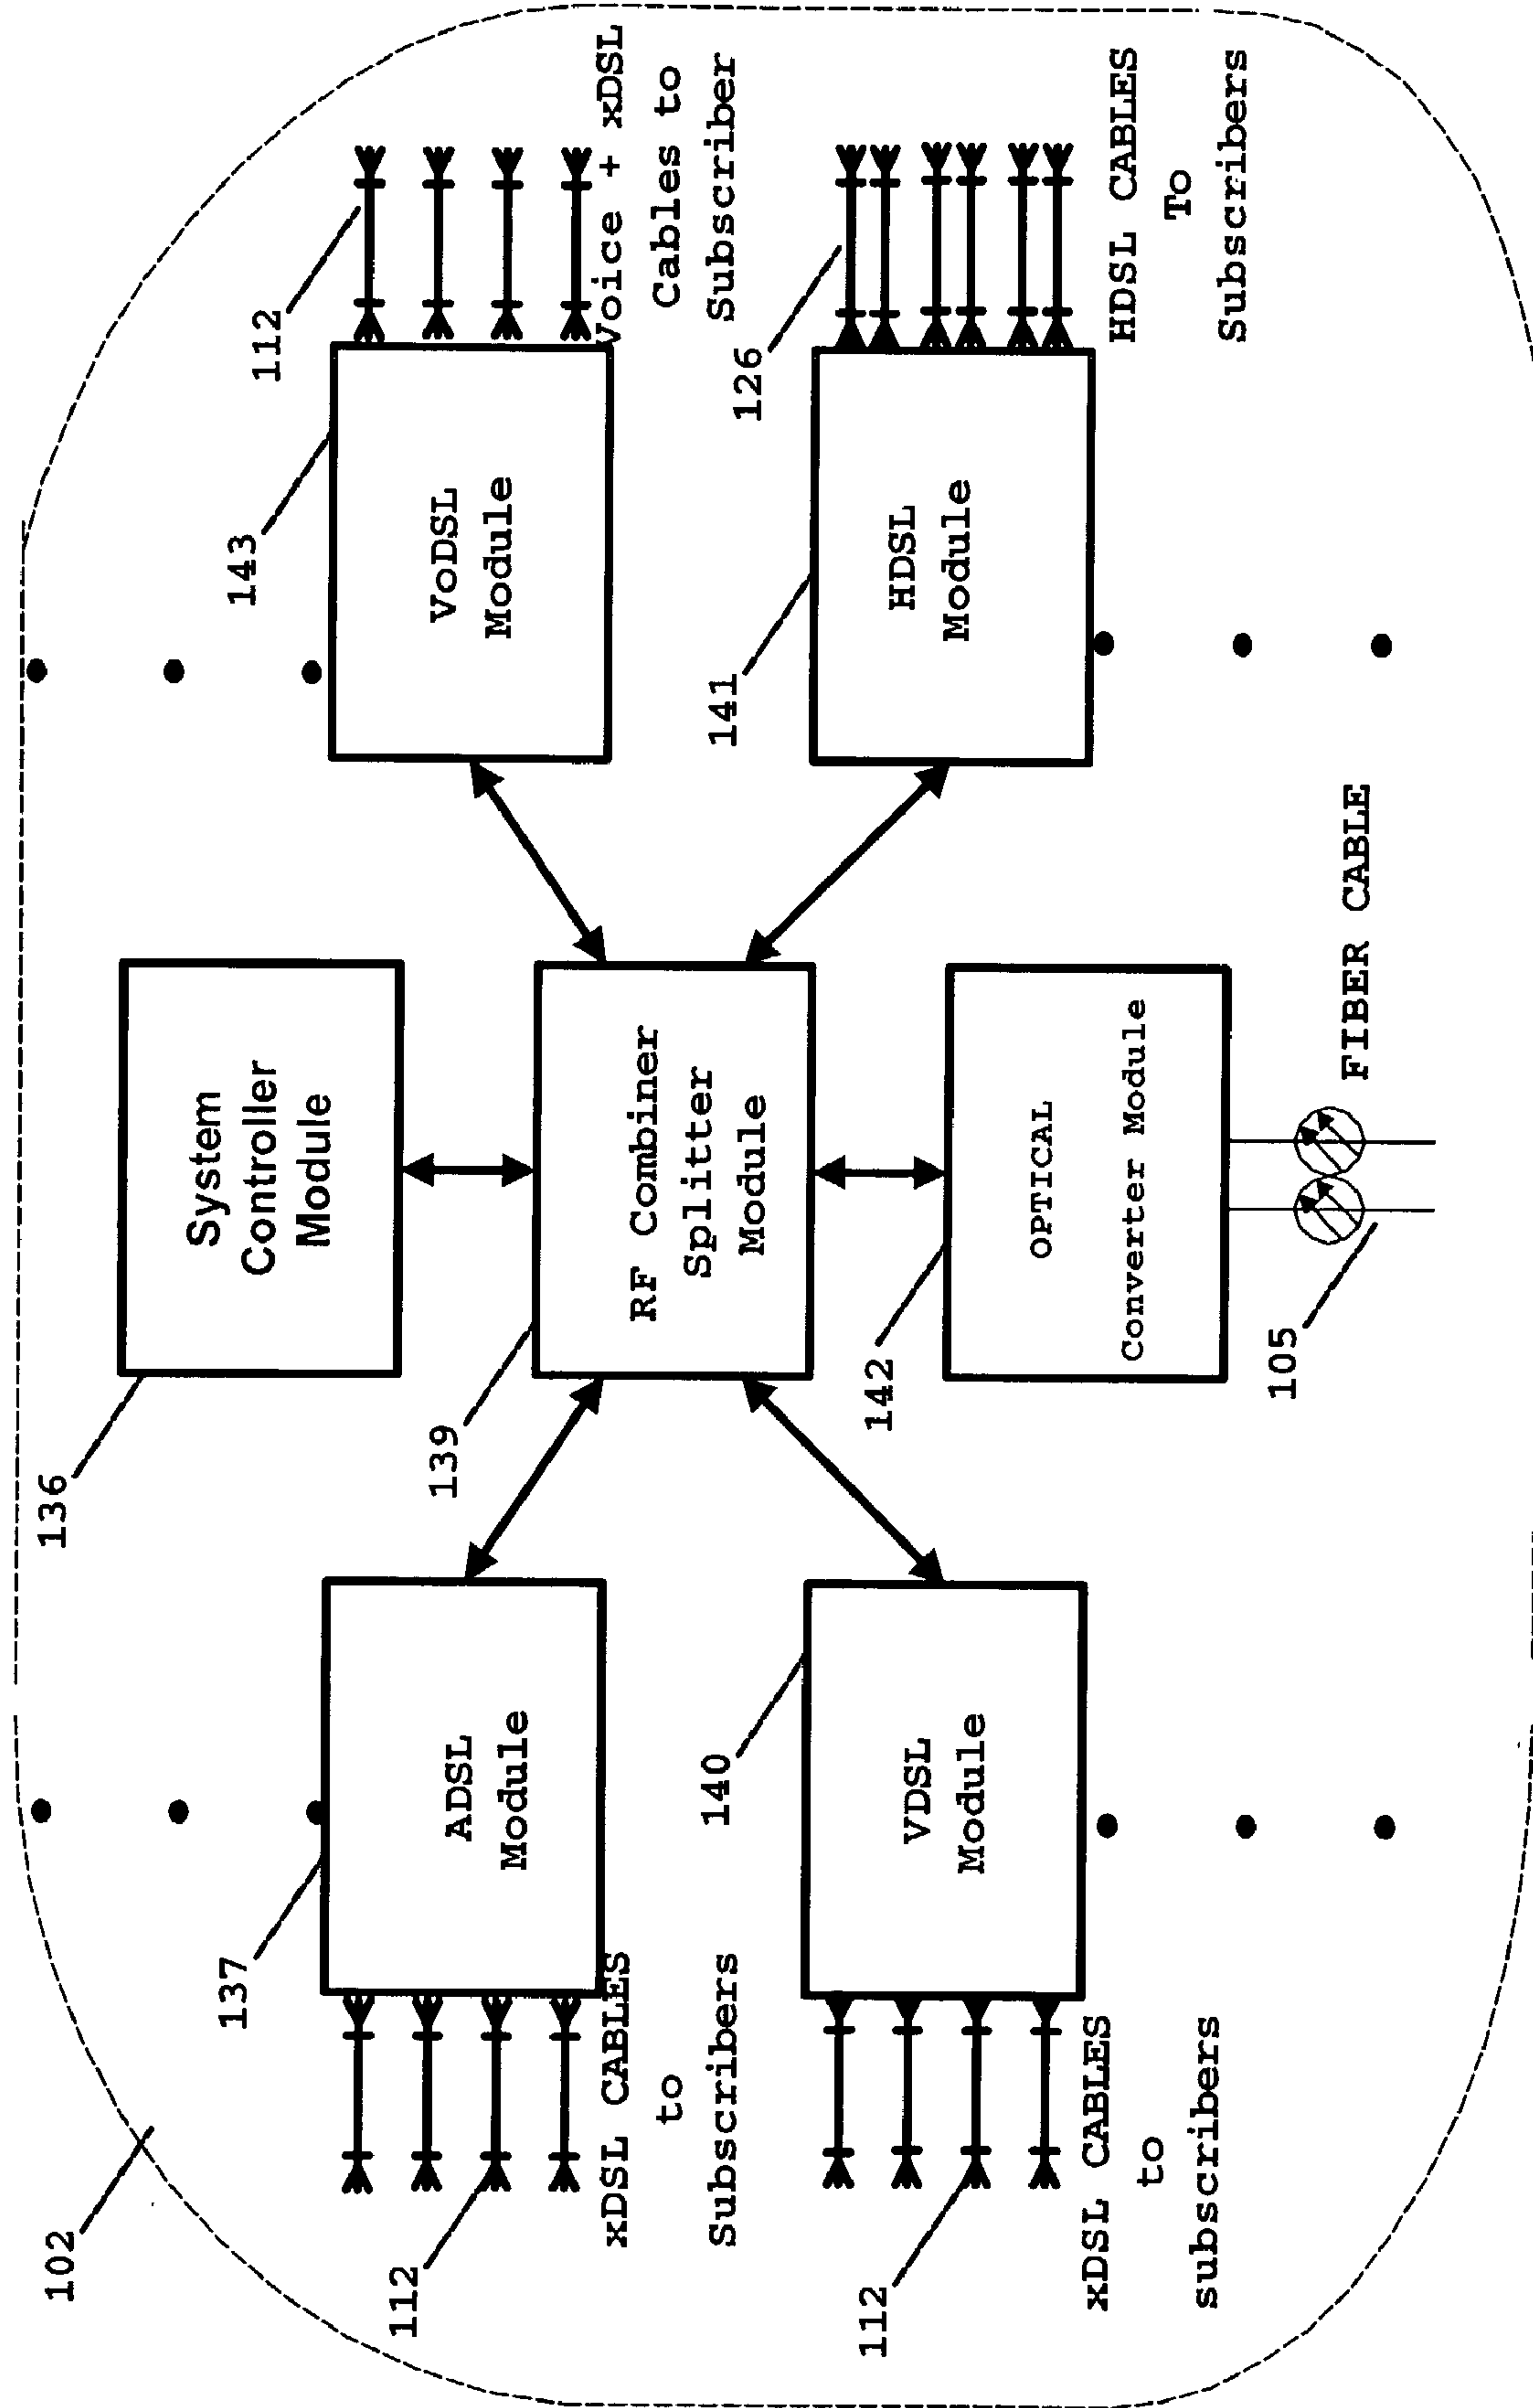 102
136
System
Controller
Module
137
ADSL
Module
112
xDSL CABLES
to
Subscribers
143
VoDSL
Module
112
Voice + xDSL
Cables to
Subscriber
139
RF Combiner
Splitter
Module
140
VDSL
Module
112
xDSL CABLES
to
subscribers
141
HDSL
Module
126
HDSL CABLES
To
Subscribers
142
OPTICAL
Converter Module
105
FIBER CABLE